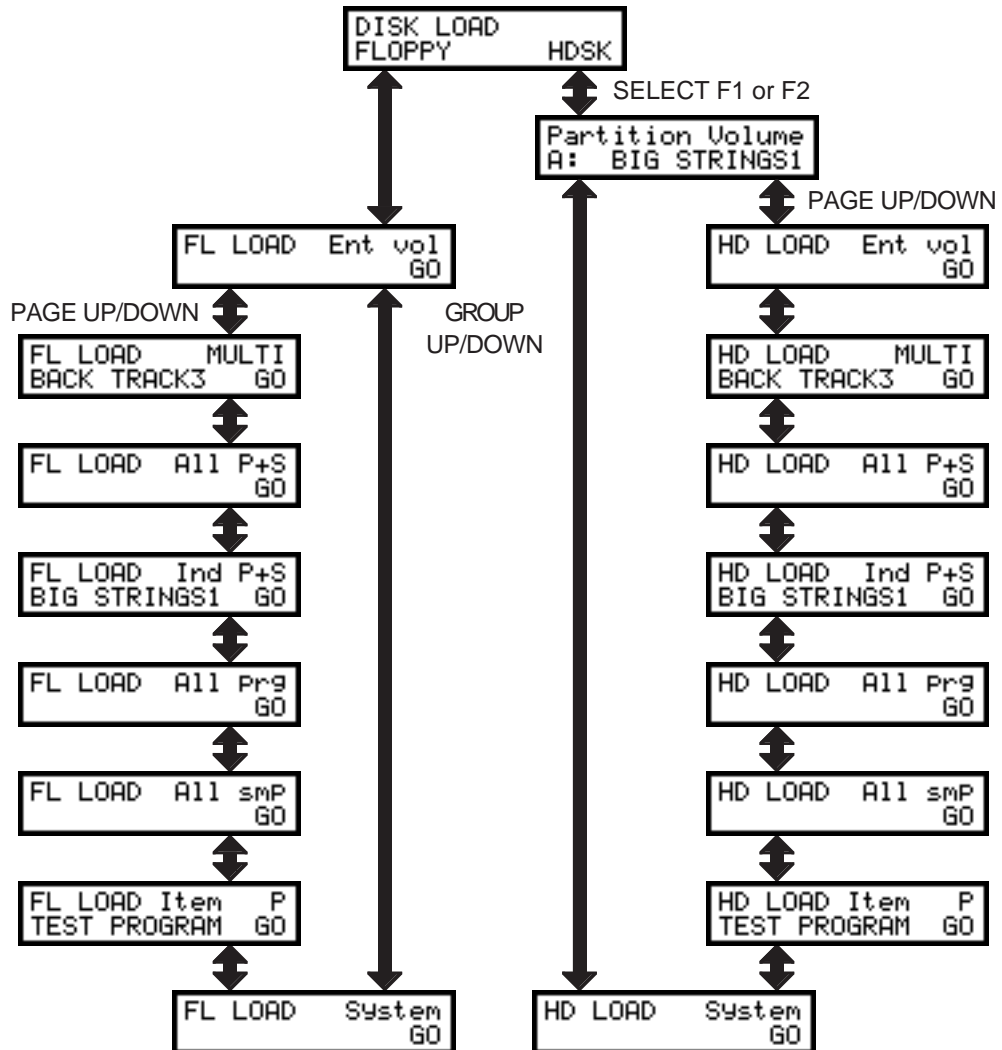 DISK LOAD
FLOPPY HDSK
SELECT F1 or F2
Partition Volume
A: BIG STRINGS1
PAGE UP/DOWN
FL LOAD Ent vol
GO
HD LOAD Ent vol
GO
PAGE UP/DOWN
GROUP
UP/DOWN
FL LOAD MULTI
BACK TRACK3 GO
HD LOAD MULTI
BACK TRACK3 GO
FL LOAD All P+S
GO
HD LOAD All P+S
GO
FL LOAD Ind P+S
BIG STRINGS1 GO
HD LOAD Ind P+S
BIG STRINGS1 GO
FL LOAD All prg
GO
HD LOAD All prg
GO
FL LOAD All smp
GO
HD LOAD All smp
GO
FL LOAD Item P
TEST PROGRAM GO
HD LOAD Item P
TEST PROGRAM GO
FL LOAD System
GO
HD LOAD System
GO